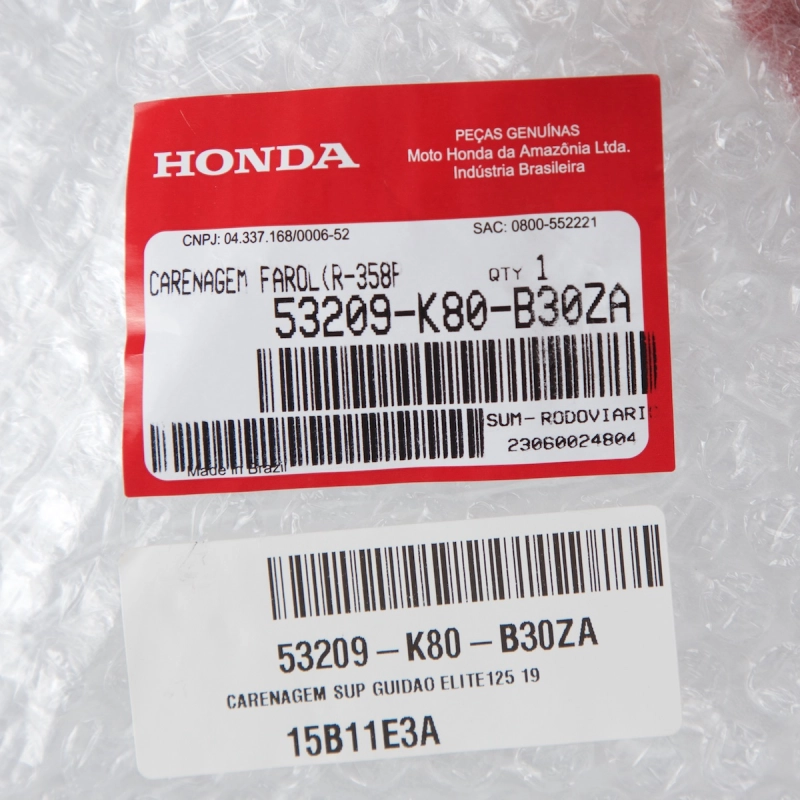 HONDA
PEÇAS GENUÍNAS
Moto Honda da Amazônia Ltda.
Indústria Brasileira
CNPJ: 04.337.168/0006-52
SAC: 0800-552221
CARENAGEM FAROL(R-358P
QTY 1
53209-K80-B30ZA
SUM-RODOVIARI
23060024804
Made in Brazil
53209-K80-B30ZA
CARENAGEM SUP GUIDAO ELITE125 19
15B11E3A